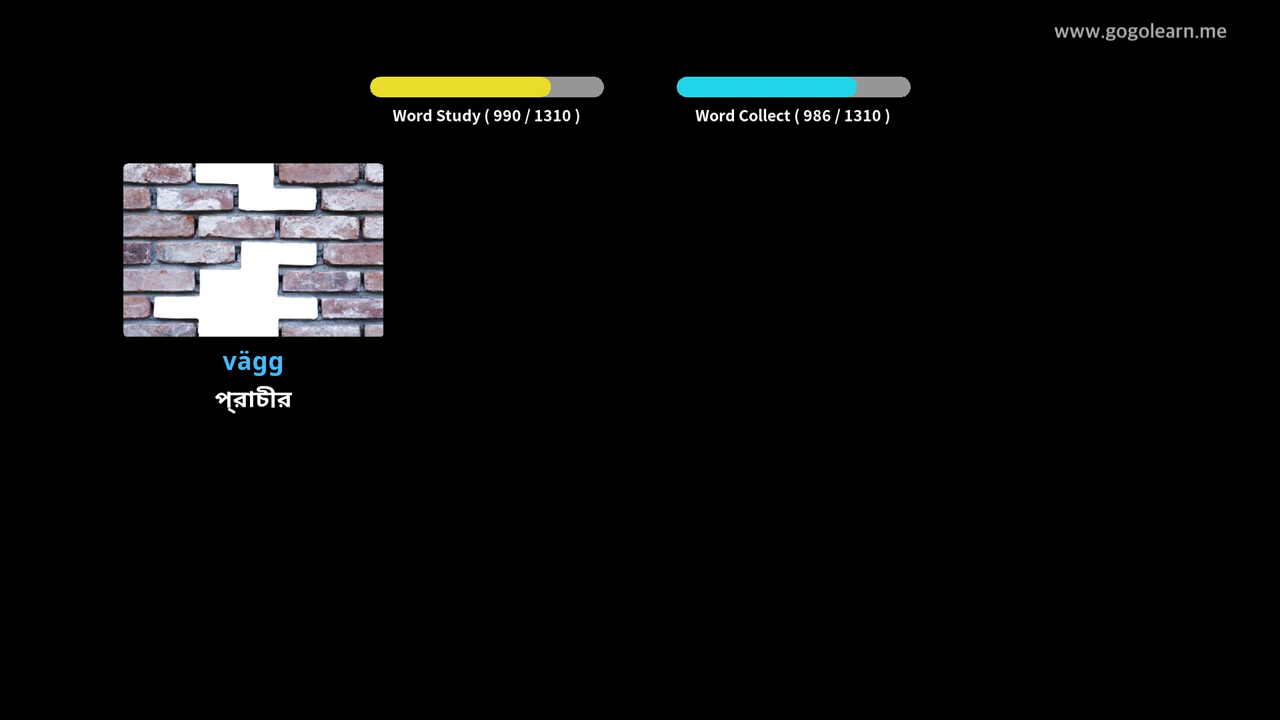 www.gogolearn.me
Word Study ( 990 / 1310 )
Word Collect ( 986 / 1310 )
vägg
প্রাচীর